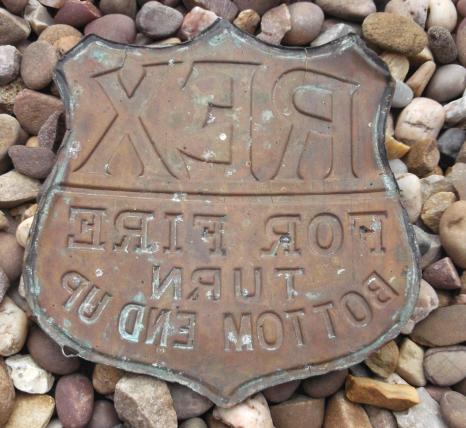 REX
FOR FIRE
TURN
BOTTOM END UP